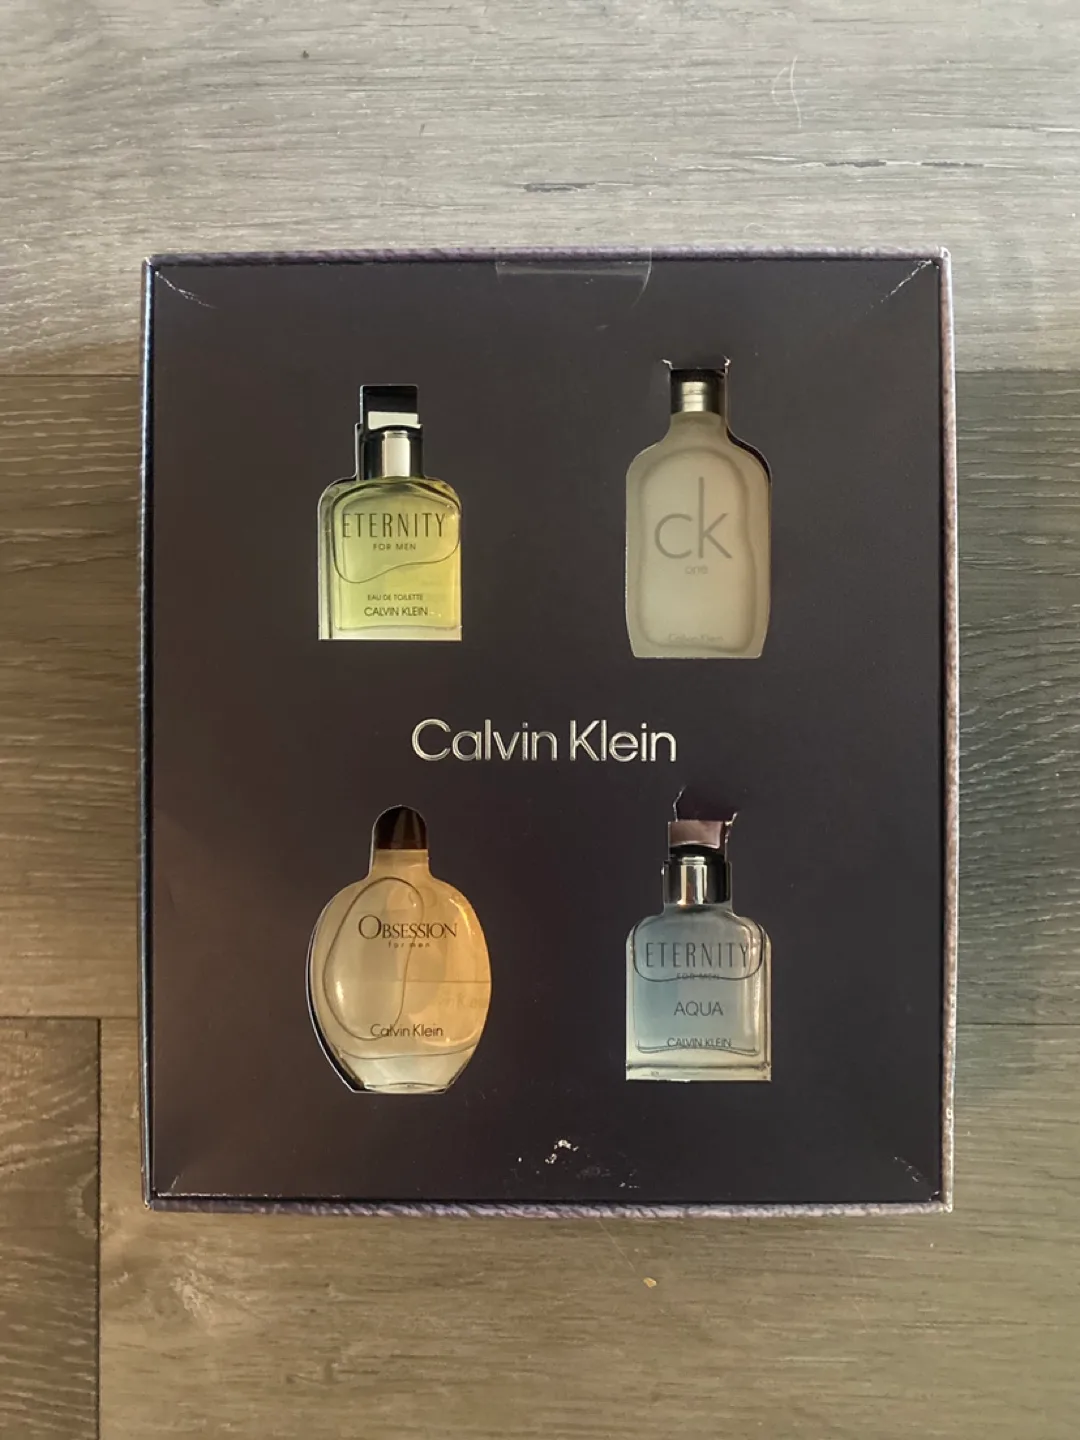 ETERNITY
FOR MEN
EAU DE TOILETTE
CALVIN KLEIN
ck
one
Calvin Klein
Calvin Klein
OBSESSION
for men
Calvin Klein
ETERNITY
FOR MEN
AQUA
CALVIN KLEIN